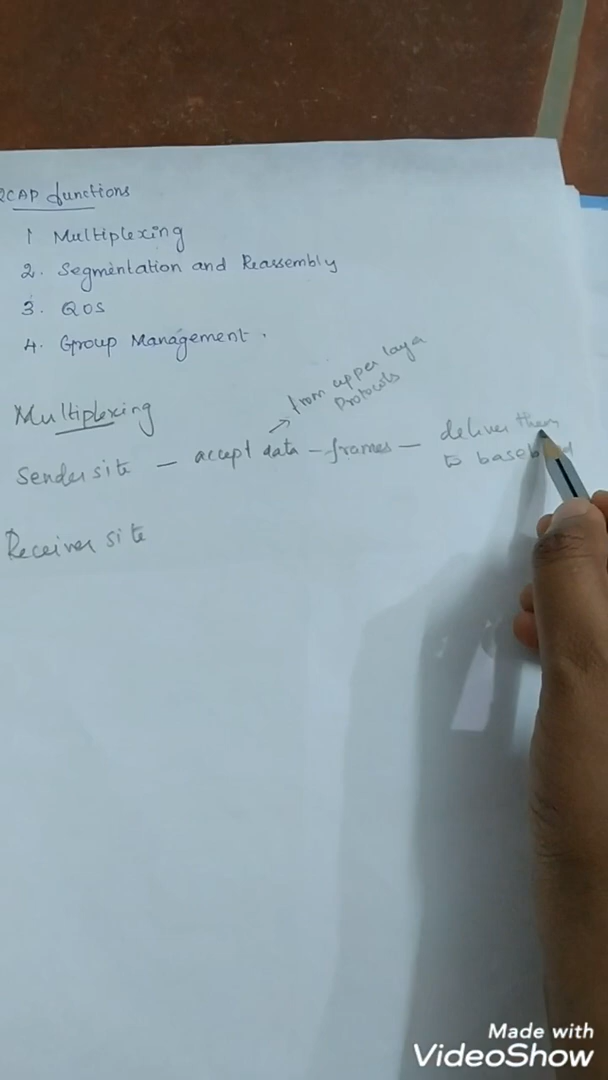 2CAP functions
1 Multiplexing
2. Segmentation and Reassembly
3. QOS
4. Group Management.
Multiplexing
from upper layer
Protocols
Sender site — accept data — frames — deliver them
to baseband
Receiver site
Made with
VideoShow